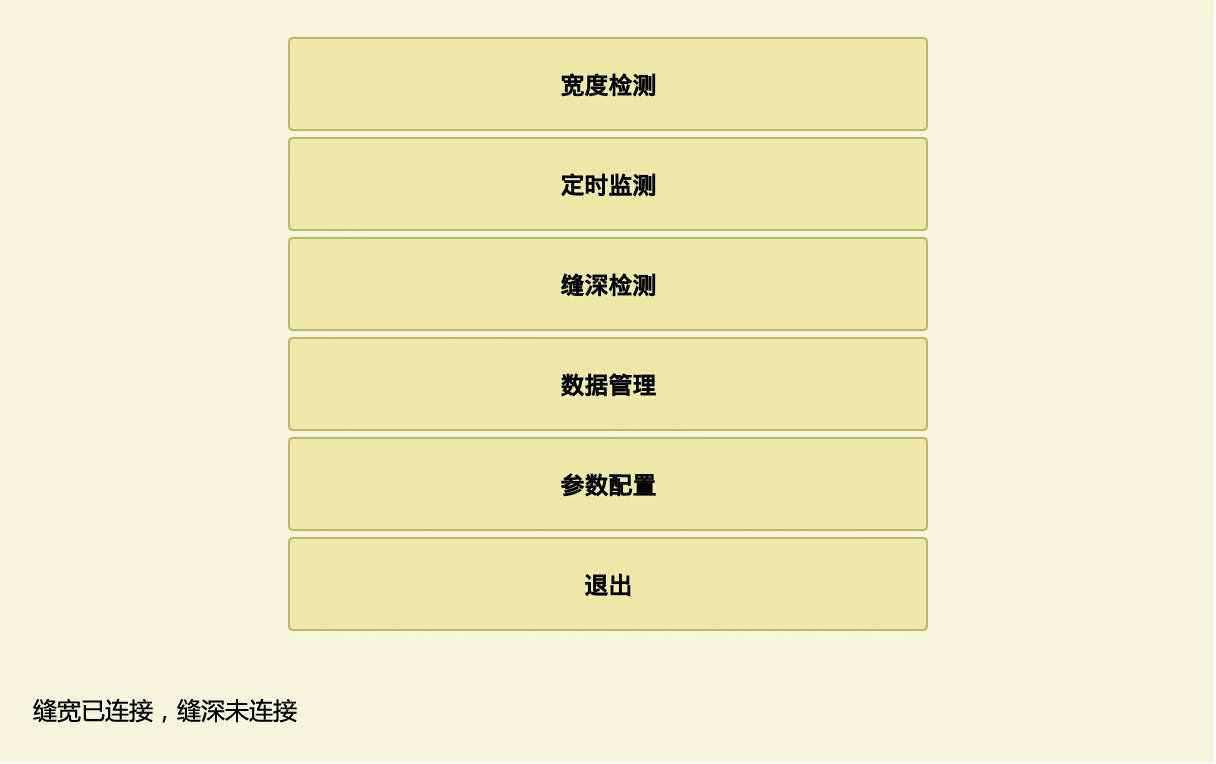 宽度检测
定时监测
缝深检测
数据管理
参数配置
退出
缝宽已连接，缝深未连接